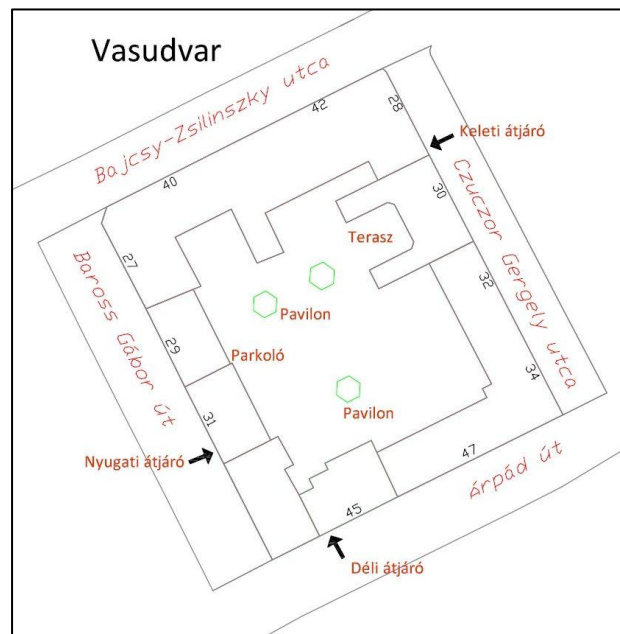 Vasudvar
Bajcsy-Zsilinszky utca
42
28
Keleti átjáró
40
30
Czuczor Gergely utca
Terasz
27
Baross Gábor út
32
Pavilon
29
Parkoló
34
31
Pavilon
Nyugati átjáró
47
Árpád út
45
Déli átjáró